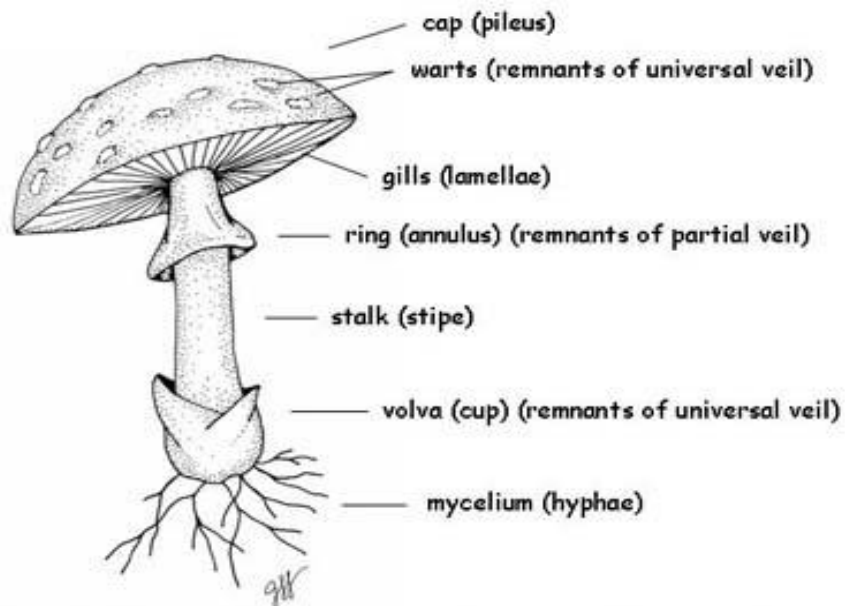 cap (pileus)
warts (remnants of universal veil)
gills (lamellae)
ring (annulus) (remnants of partial veil)
stalk (stipe)
volva (cup) (remnants of universal veil)
mycelium (hyphae)